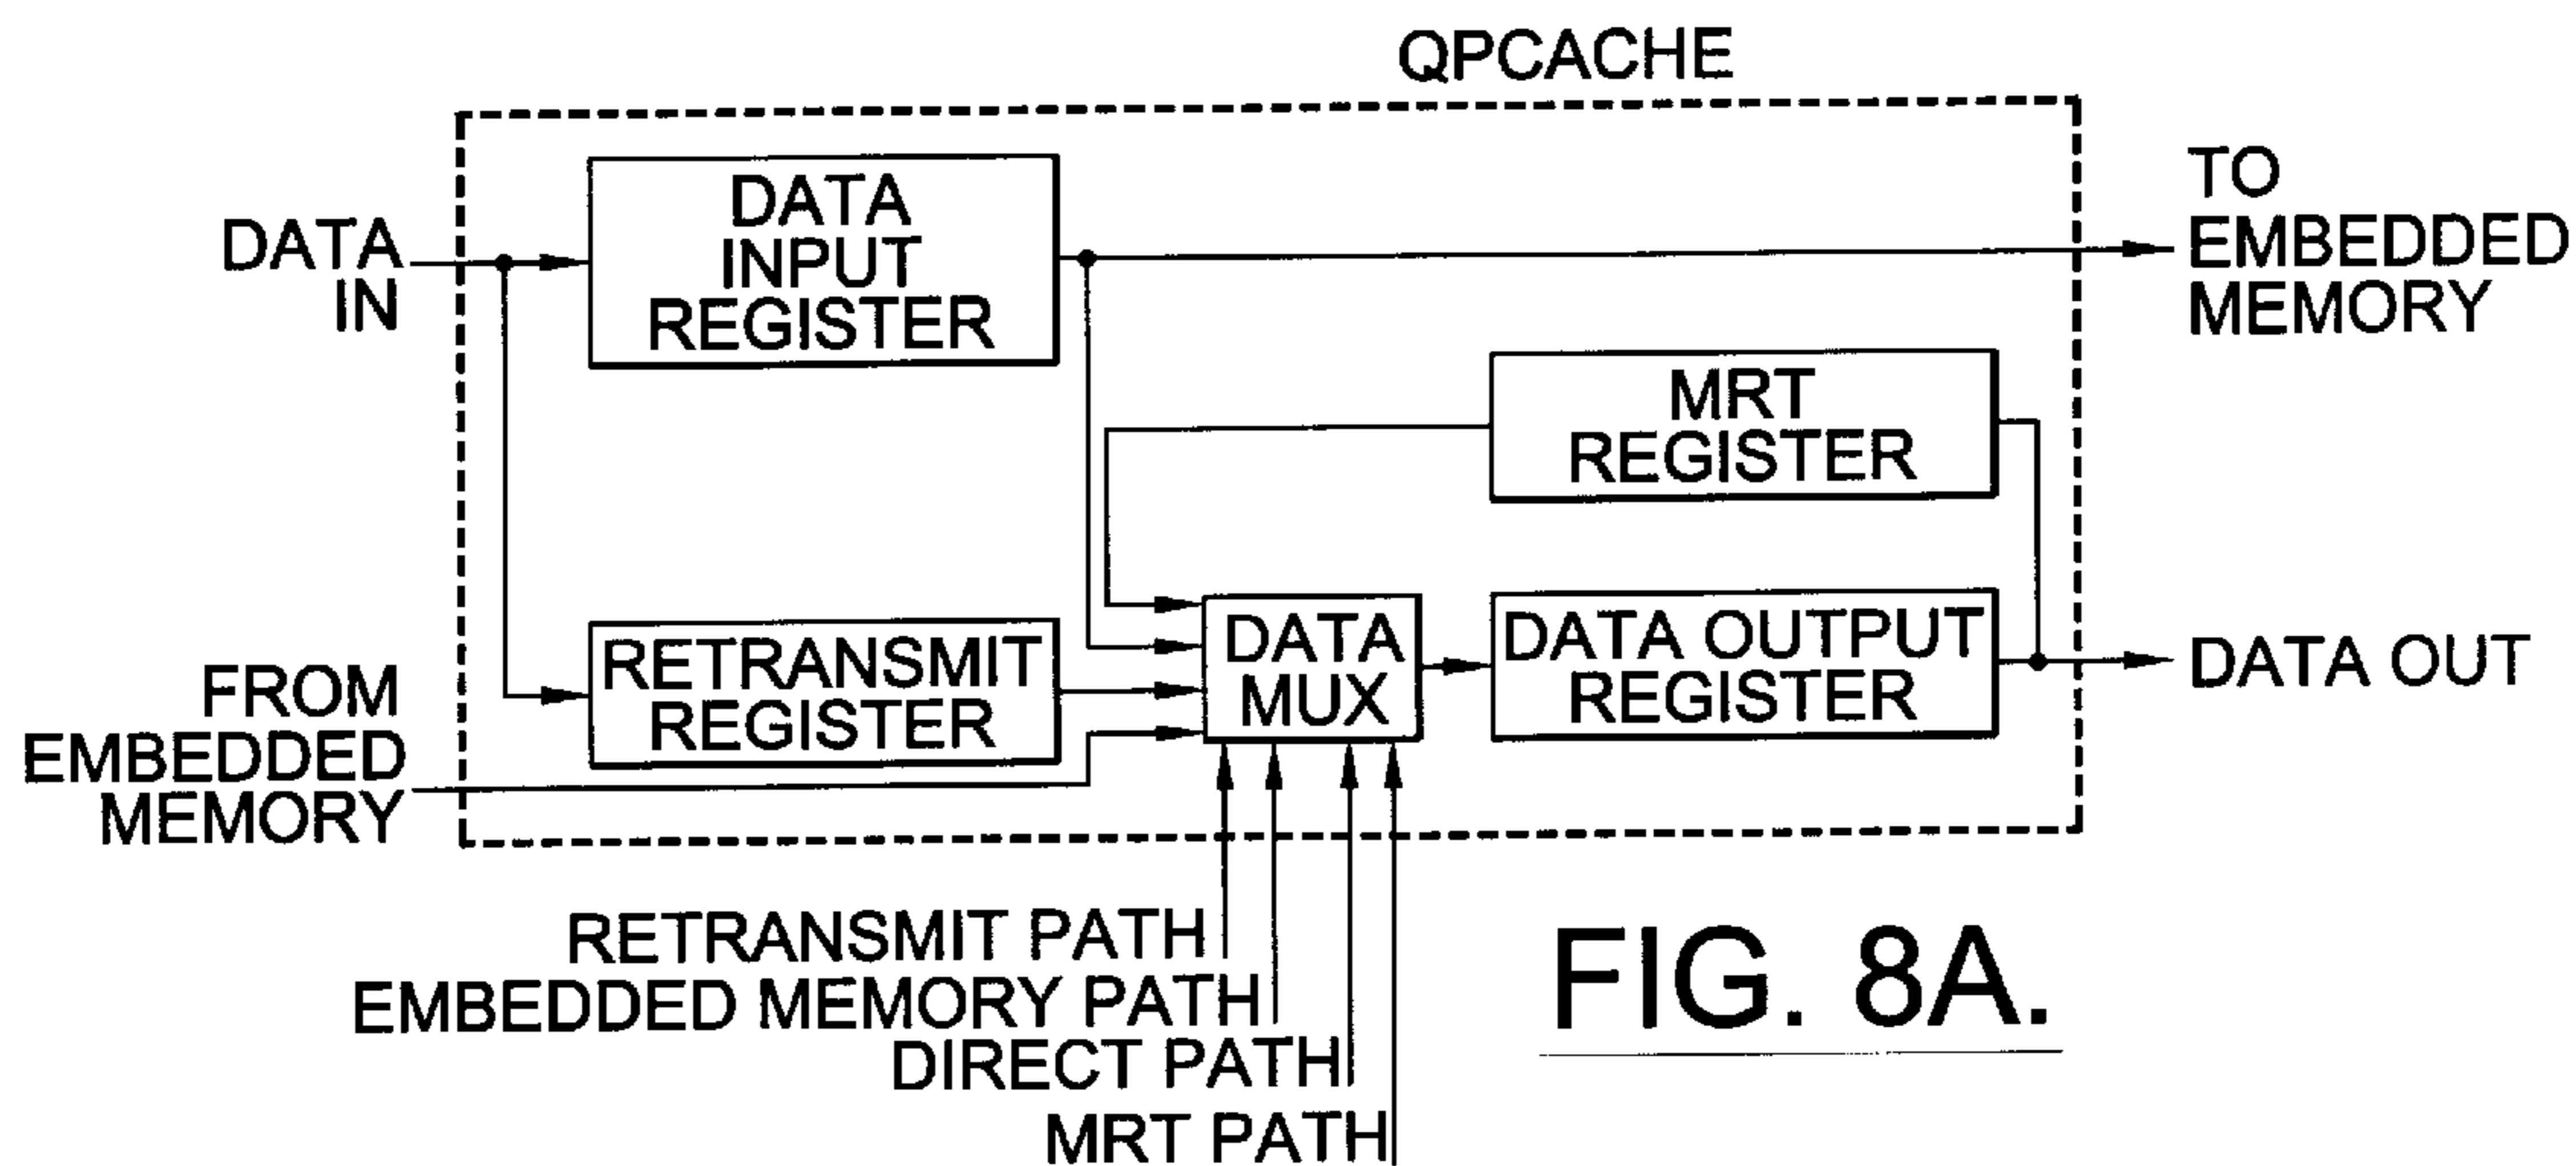 QPCACHE
DATA
IN
DATA
INPUT
REGISTER
TO
EMBEDDED
MEMORY
MRT
REGISTER
FROM
EMBEDDED
MEMORY
RETRANSMIT
REGISTER
DATA
MUX
DATA OUTPUT
REGISTER
DATA OUT
RETRANSMIT PATH
EMBEDDED MEMORY PATH
DIRECT PATH
MRT PATH
FIG. 8A.